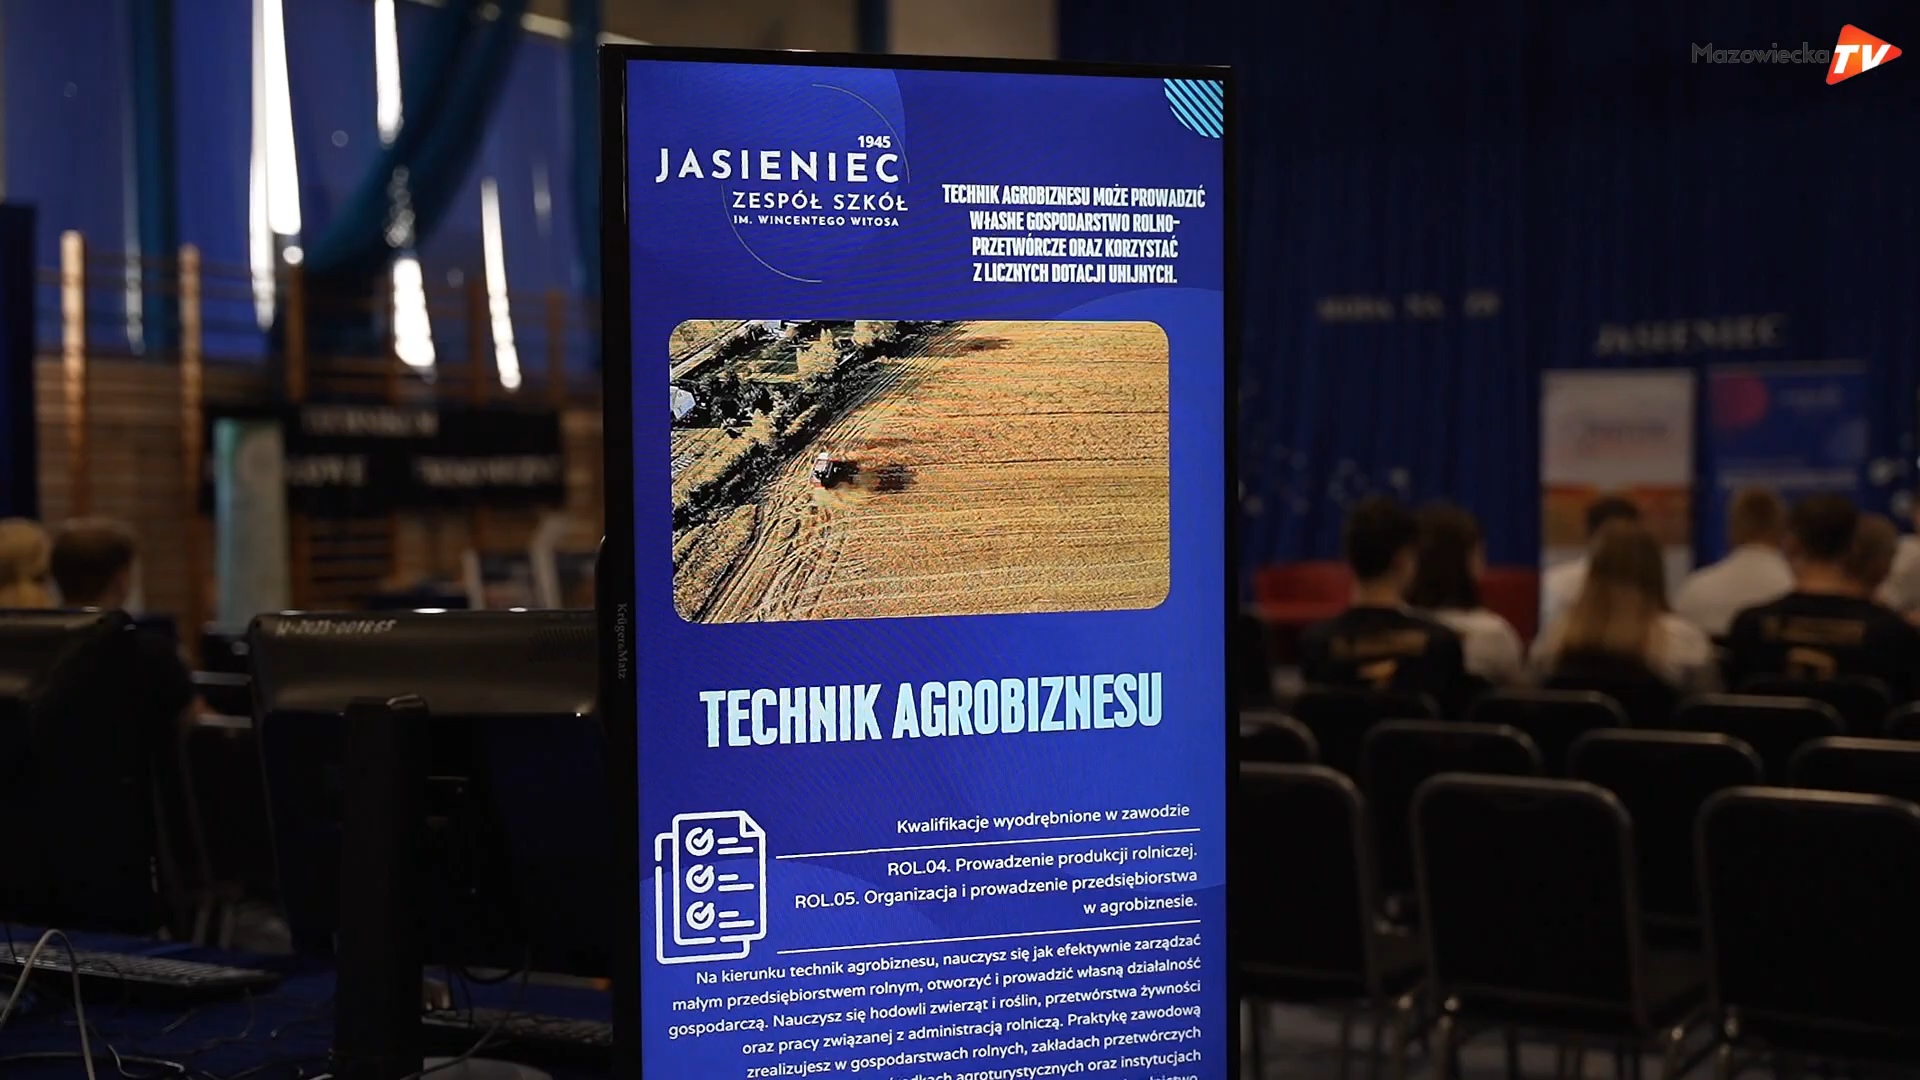 Mazowiecka TV
1945
JASIENIEC
ZESPÓŁ SZKÓŁ
IM. WINCENTEGO WITOSA
TECHNIK AGROBIZNESU MOŻE PROWADZIĆ
WŁASNE GOSPODARSTWO ROLNO-
PRZETWÓRCZE ORAZ KORZYSTAĆ
Z LICZNYCH DOTACJI UNIJNYCH.
TECHNIK AGROBIZNESU
Kwalifikacje wyodrębnione w zawodzie
ROL.04. Prowadzenie produkcji rolniczej.
ROL.05. Organizacja i prowadzenie przedsiębiorstwa
w agrobiznesie.
Na kierunku technik agrobiznesu, nauczysz się jak efektywnie zarządzać
małym przedsiębiorstwem rolnym, otworzyć i prowadzić własną działalność
gospodarczą. Nauczysz się hodowli zwierząt i roślin, przetwórstwa żywności
oraz pracy związanej z administracją rolniczą. Praktykę zawodową
zrealizujesz w gospodarstwach rolnych, zakładach przetwórczych
agroturystycznych oraz instytucjach
Krüger&Matz
JASIENIEC